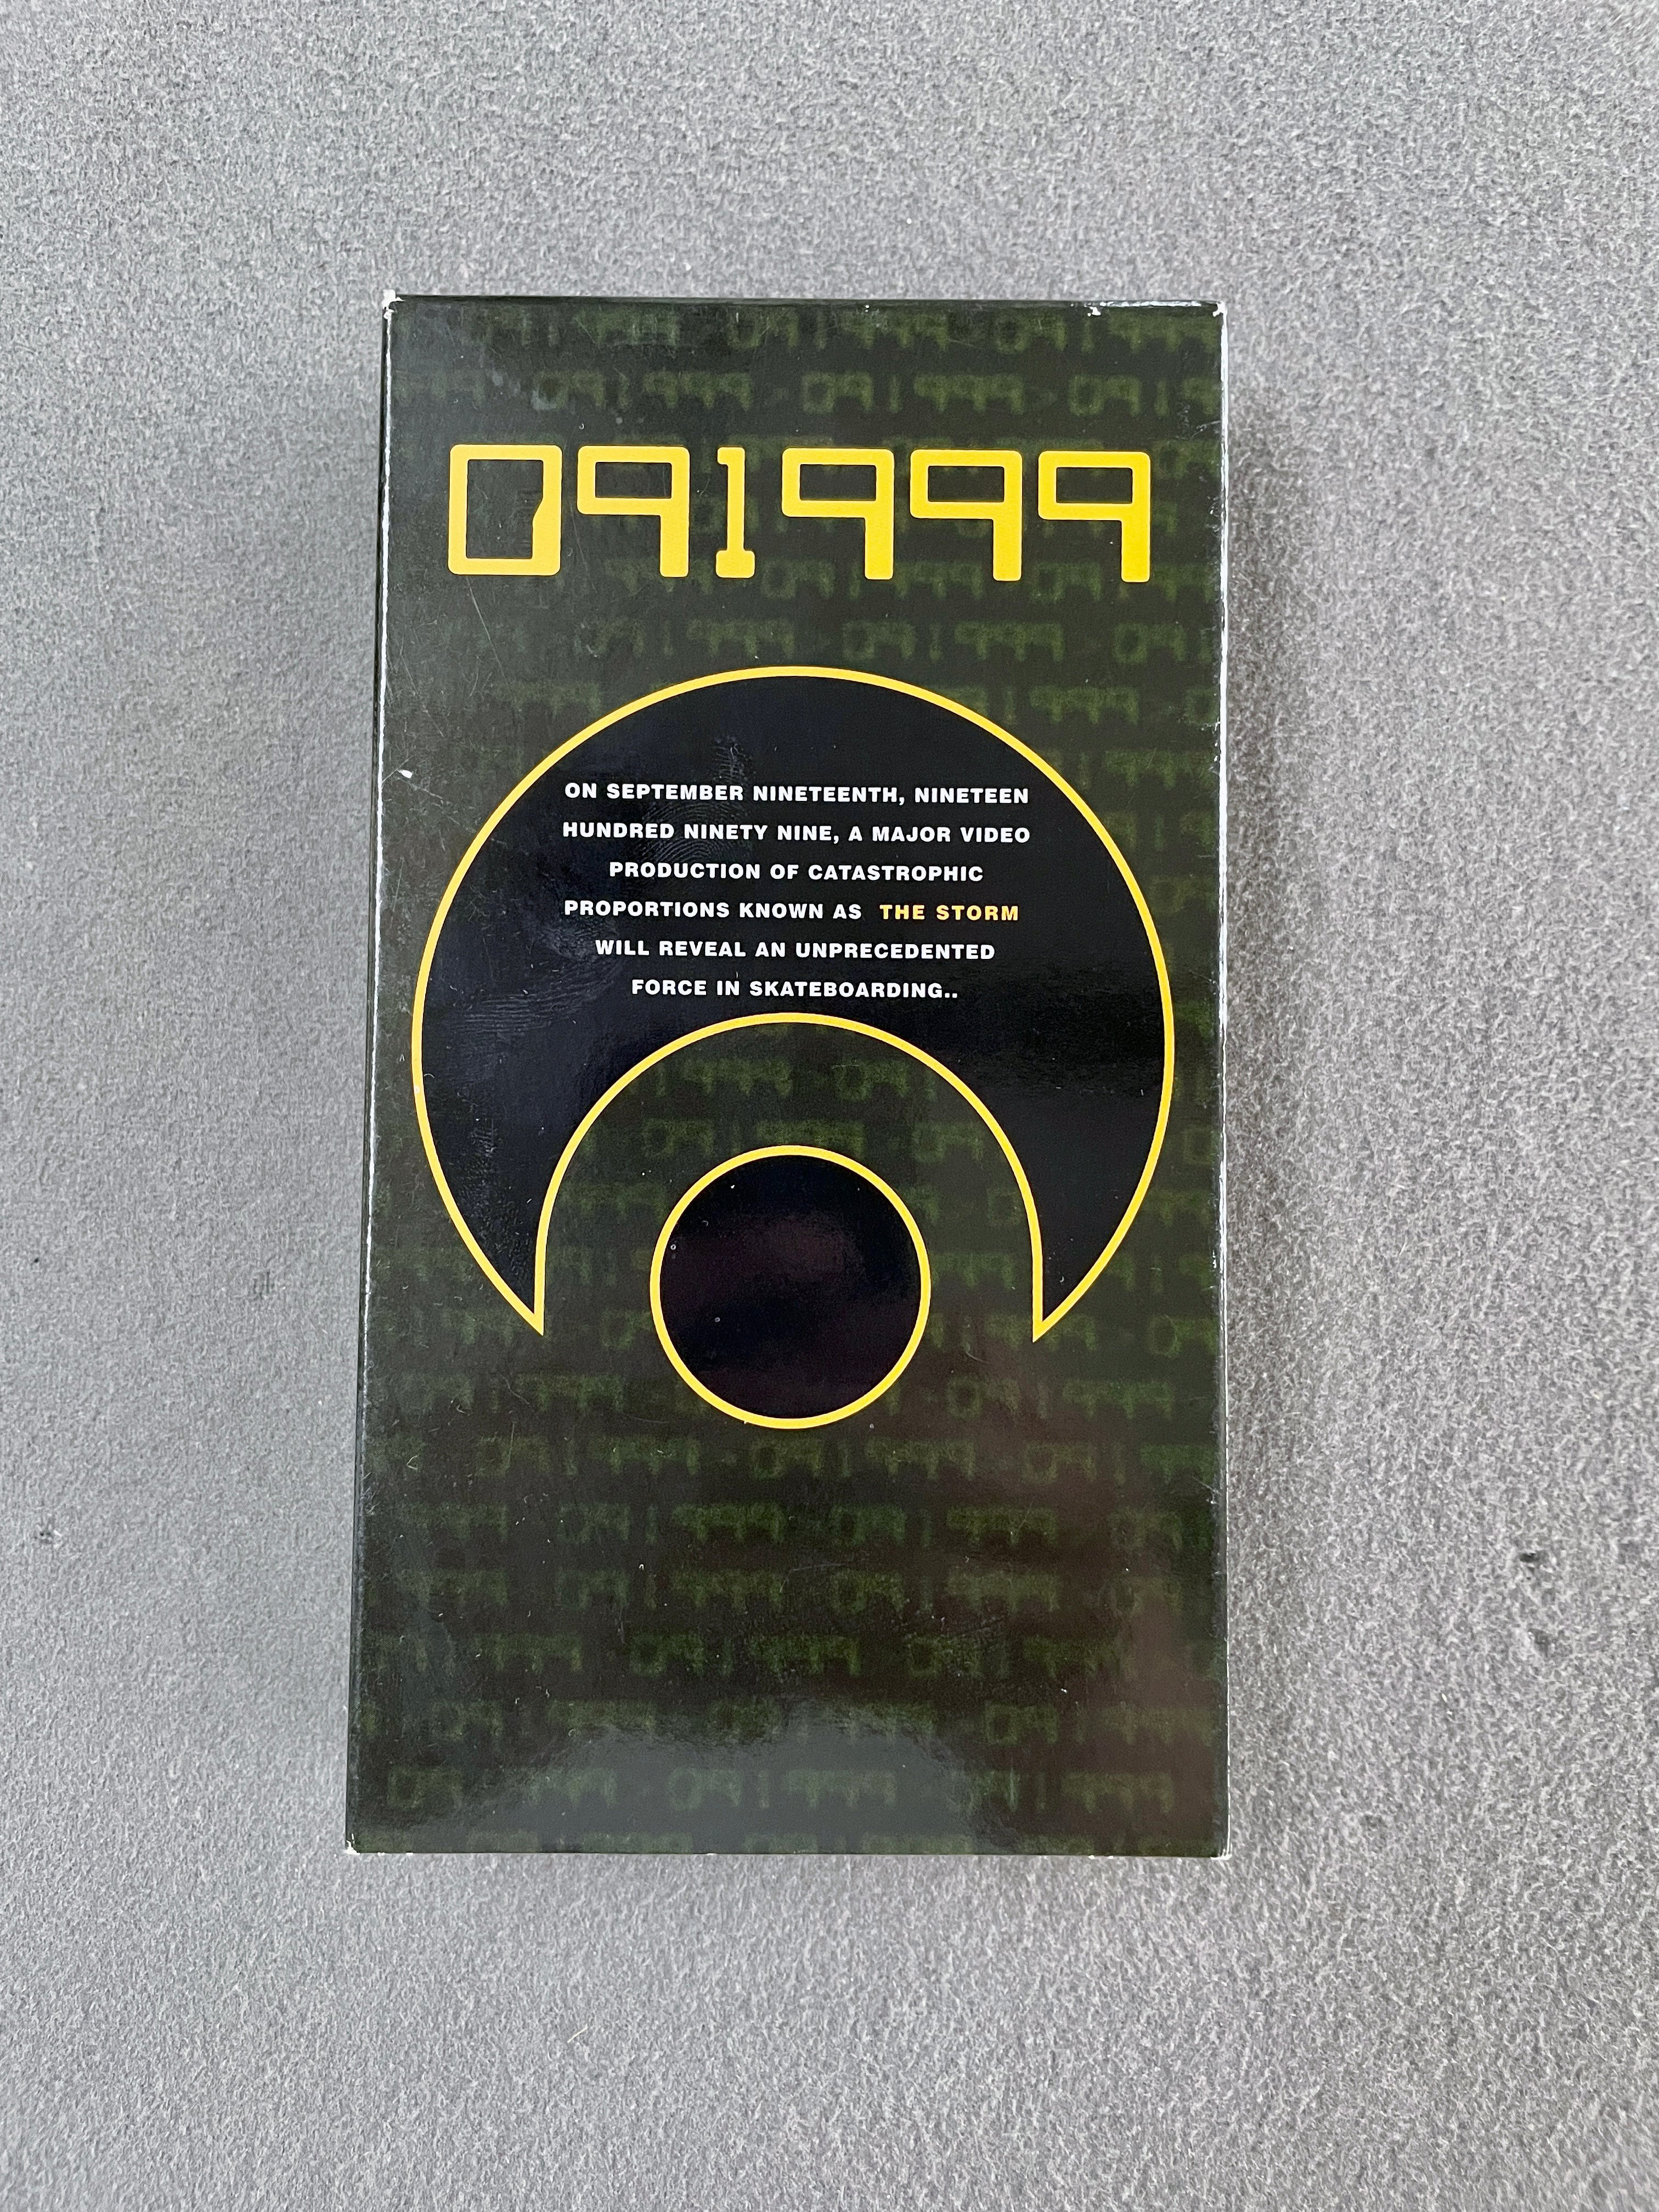 091999
ON SEPTEMBER NINETEENTH, NINETEEN
HUNDRED NINETY NINE, A MAJOR VIDEO
PRODUCTION OF CATASTROPHIC
PROPORTIONS KNOWN AS THE STORM
WILL REVEAL AN UNPRECEDENTED
FORCE IN SKATEBOARDING..